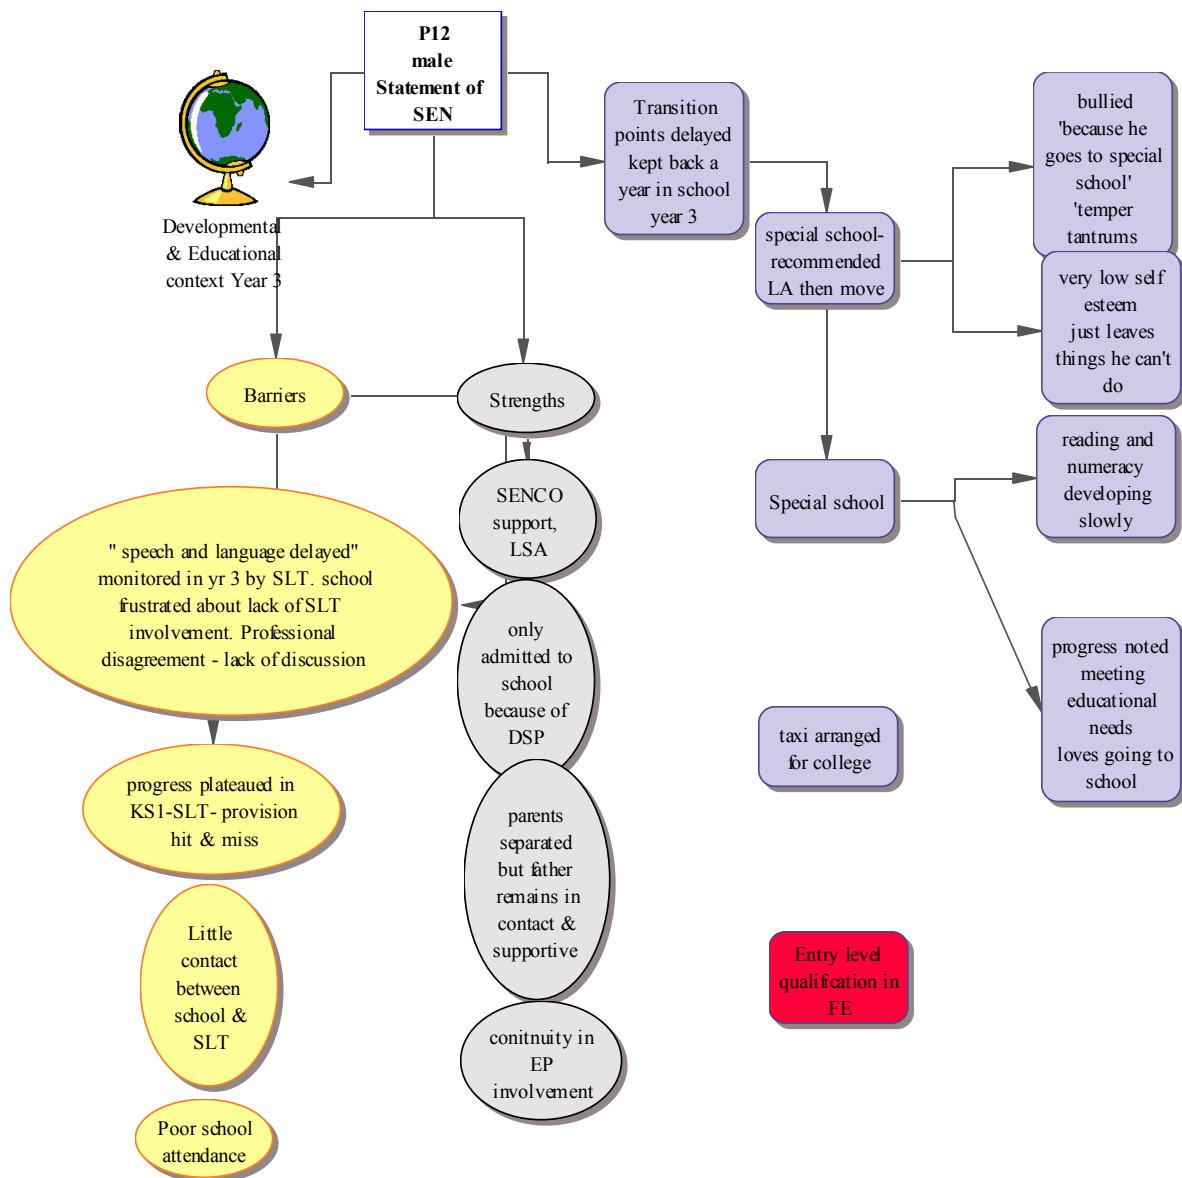 P12
male
Statement of
SEN
Developmental
& Educational
context Year 3
Transition
points delayed
kept back a
year in school
year 3
bullied
'because he
goes to special
school'
'temper
tantrums
special school-
recommended
LA then move
very low self
esteem
just leaves
things he can't
do
Barriers
Strengths
reading and
numeracy
developing
slowly
Special school
SENCO
support,
LSA
" speech and language delayed"
monitored in yr 3 by SLT. school
frustrated about lack of SLT
involvement. Professional
disagreement - lack of discussion
only
admitted to
school
because of
DSP
progress noted
meeting
educational
needs
loves going to
school
taxi arranged
for college
progress plateaued in
KS1-SLT- provision
hit & miss
parents
separated
but father
remains in
contact &
supportive
Little
contact
between
school &
SLT
Entry level
qualification in
FE
conitnuity in
EP
involvement
Poor school
attendance